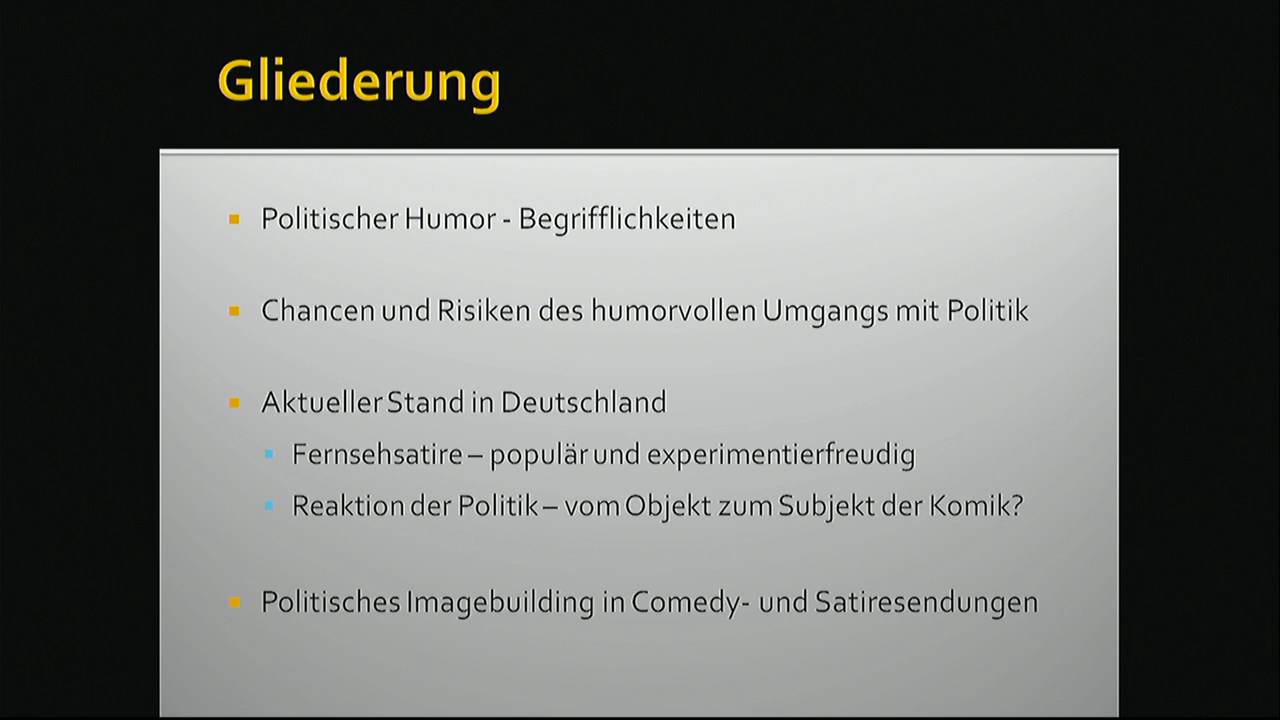 Gliederung
Politischer Humor - Begrifflichkeiten
Chancen und Risiken des humorvollen Umgangs mit Politik
Aktueller Stand in Deutschland
Fernsehsatire – populär und experimentierfreudig
Reaktion der Politik – vom Objekt zum Subjekt der Komik?
Politisches Imagebuilding in Comedy- und Satiresendungen